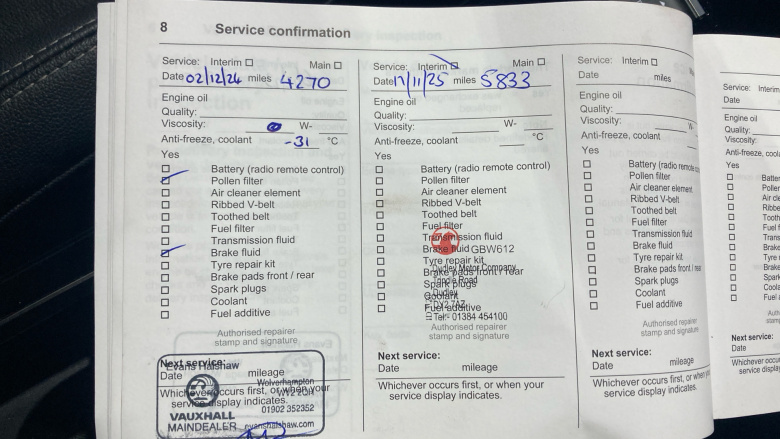 8 Service confirmation
Service: Interim Main
Date 02/12/24 miles 4270
Engine oil
Quality:
Viscosity: 0 W-
Anti-freeze, coolant -31 °C
Yes
Battery (radio remote control)
Pollen filter
Air cleaner element
Ribbed V-belt
Toothed belt
Fuel filter
Transmission fluid
Brake fluid
Tyre repair kit
Brake pads front / rear
Spark plugs
Coolant
Fuel additive
Authorised repairer
stamp and signature
Next service:
Evans Halshaw
Date mileage
Wolverhampton
Whichever occurs first, or when your
service display indicates.
01902 352352
VAUXHALL
MAINDEALER evanshalshaw.com
Service: Interim Main
Date 17/11/25 miles 5833
Engine oil
Quality:
Viscosity: W-
Anti-freeze, coolant °C
Yes
Battery (radio remote control)
Pollen filter
Air cleaner element
Ribbed V-belt
Toothed belt
Fuel filter
Transmission fluid
Brake fluid GBW612
Tyre repair kit
Dudley Motor Company
Brake pads front / rear
Road
Spark plugs
Dudley
Coolant
Fuel additive
Tel:- 01384 454100
Authorised repairer
stamp and signature
Next service:
Date mileage
Whichever occurs first, or when your
service display indicates.
Service: Interim
Date miles
Engine oil
Quality:
Viscosity: W-
Anti-freeze, coolant
Yes
Battery (radio remote
Pollen filter
Air cleaner element
Ribbed V-belt
Toothed belt
Fuel filter
Transmission fluid
Brake fluid
Tyre repair kit
Brake pads front / rear
Spark plugs
Coolant
Fuel additive
Authorised repairer
stamp and signature
Next service:
Date mileage
Whichever occurs first, or when
service display indicates.
Service: Interim
Date
Engine oil
Quality:
Viscosity:
Anti-freeze,
Yes
Next service:
Date
Whichever
service display